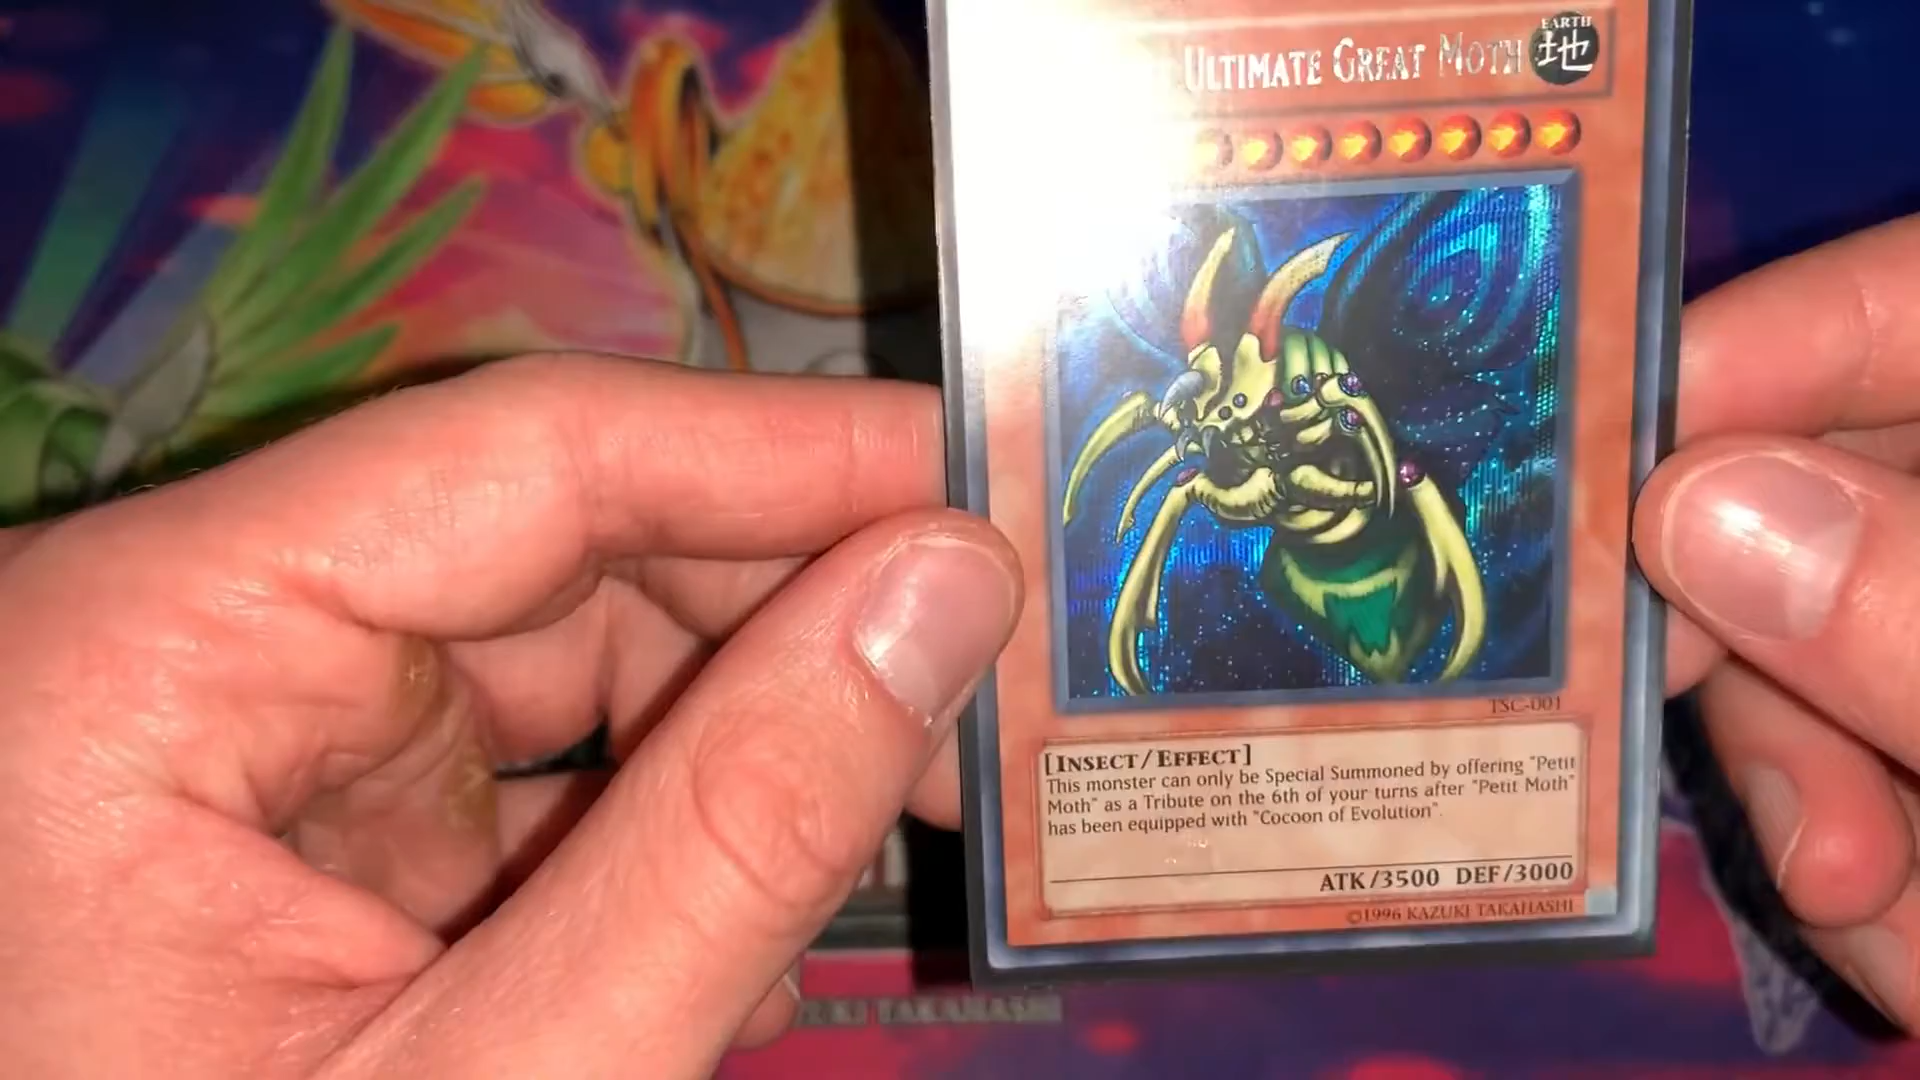 EARTH
地
ULTIMATE GREAT MOTH
TSC-001
[INSECT/EFFECT]
This monster can only be Special Summoned by offering "Petit
Moth" as a Tribute on the 6th of your turns after "Petit Moth"
has been equipped with "Cocoon of Evolution".
ATK/3500 DEF/3000
©1996 KAZUKI TAKAHASHI
TAKAHASHI